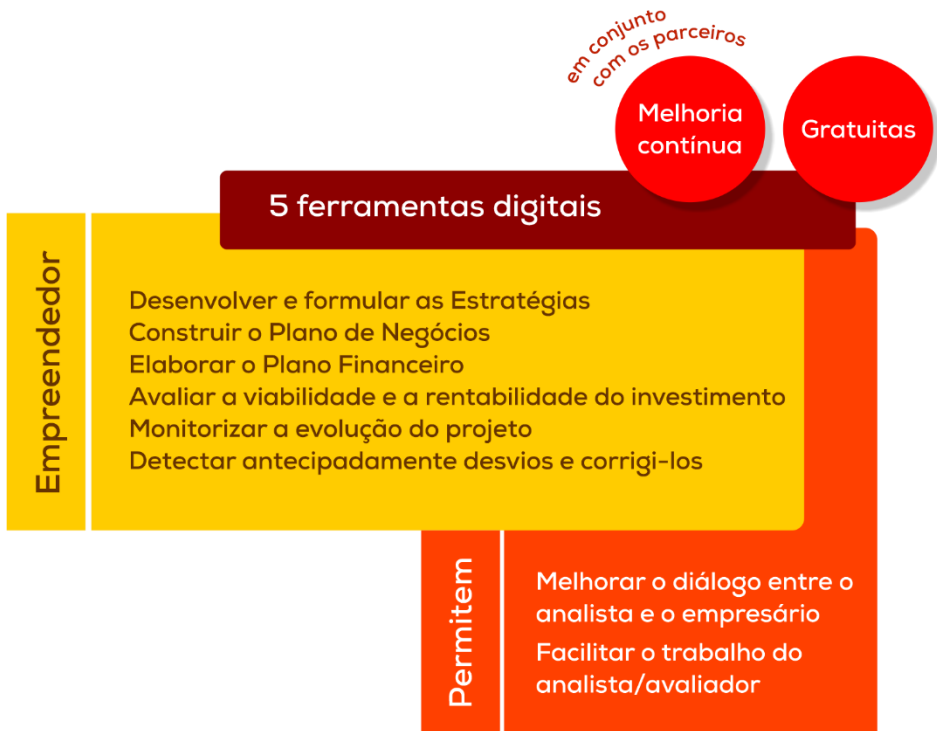 em conjunto
com os parceiros
Melhoria
contínua
Gratuitas
5 ferramentas digitais
Empreendedor
Desenvolver e formular as Estratégias
Construir o Plano de Negócios
Elaborar o Plano Financeiro
Avaliar a viabilidade e a rentabilidade do investimento
Monitorizar a evolução do projeto
Detectar antecipadamente desvios e corrigi-los
Permitem
Melhorar o diálogo entre o
analista e o empresário
Facilitar o trabalho do
analista/avaliador